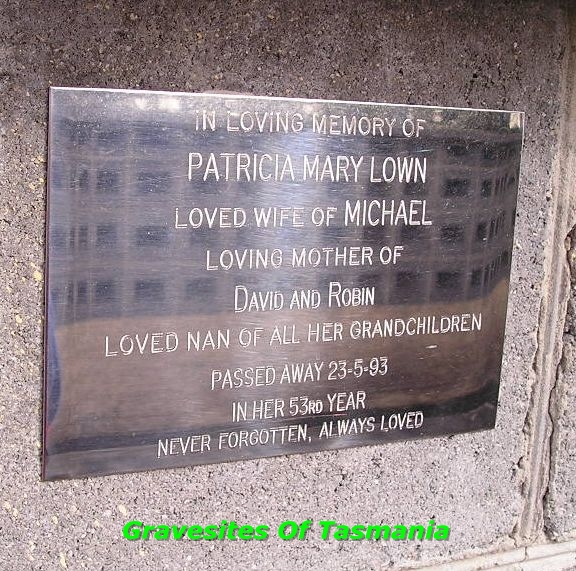 IN LOVING MEMORY OF
PATRICIA MARY LOWN
LOVED WIFE OF MICHAEL
LOVING MOTHER OF
DAVID AND ROBIN
LOVED NAN OF ALL HER GRANDCHILDREN
PASSED AWAY 23-5-93
IN HER 53RD YEAR
NEVER FORGOTTEN, ALWAYS LOVED
Gravesites Of Tasmania